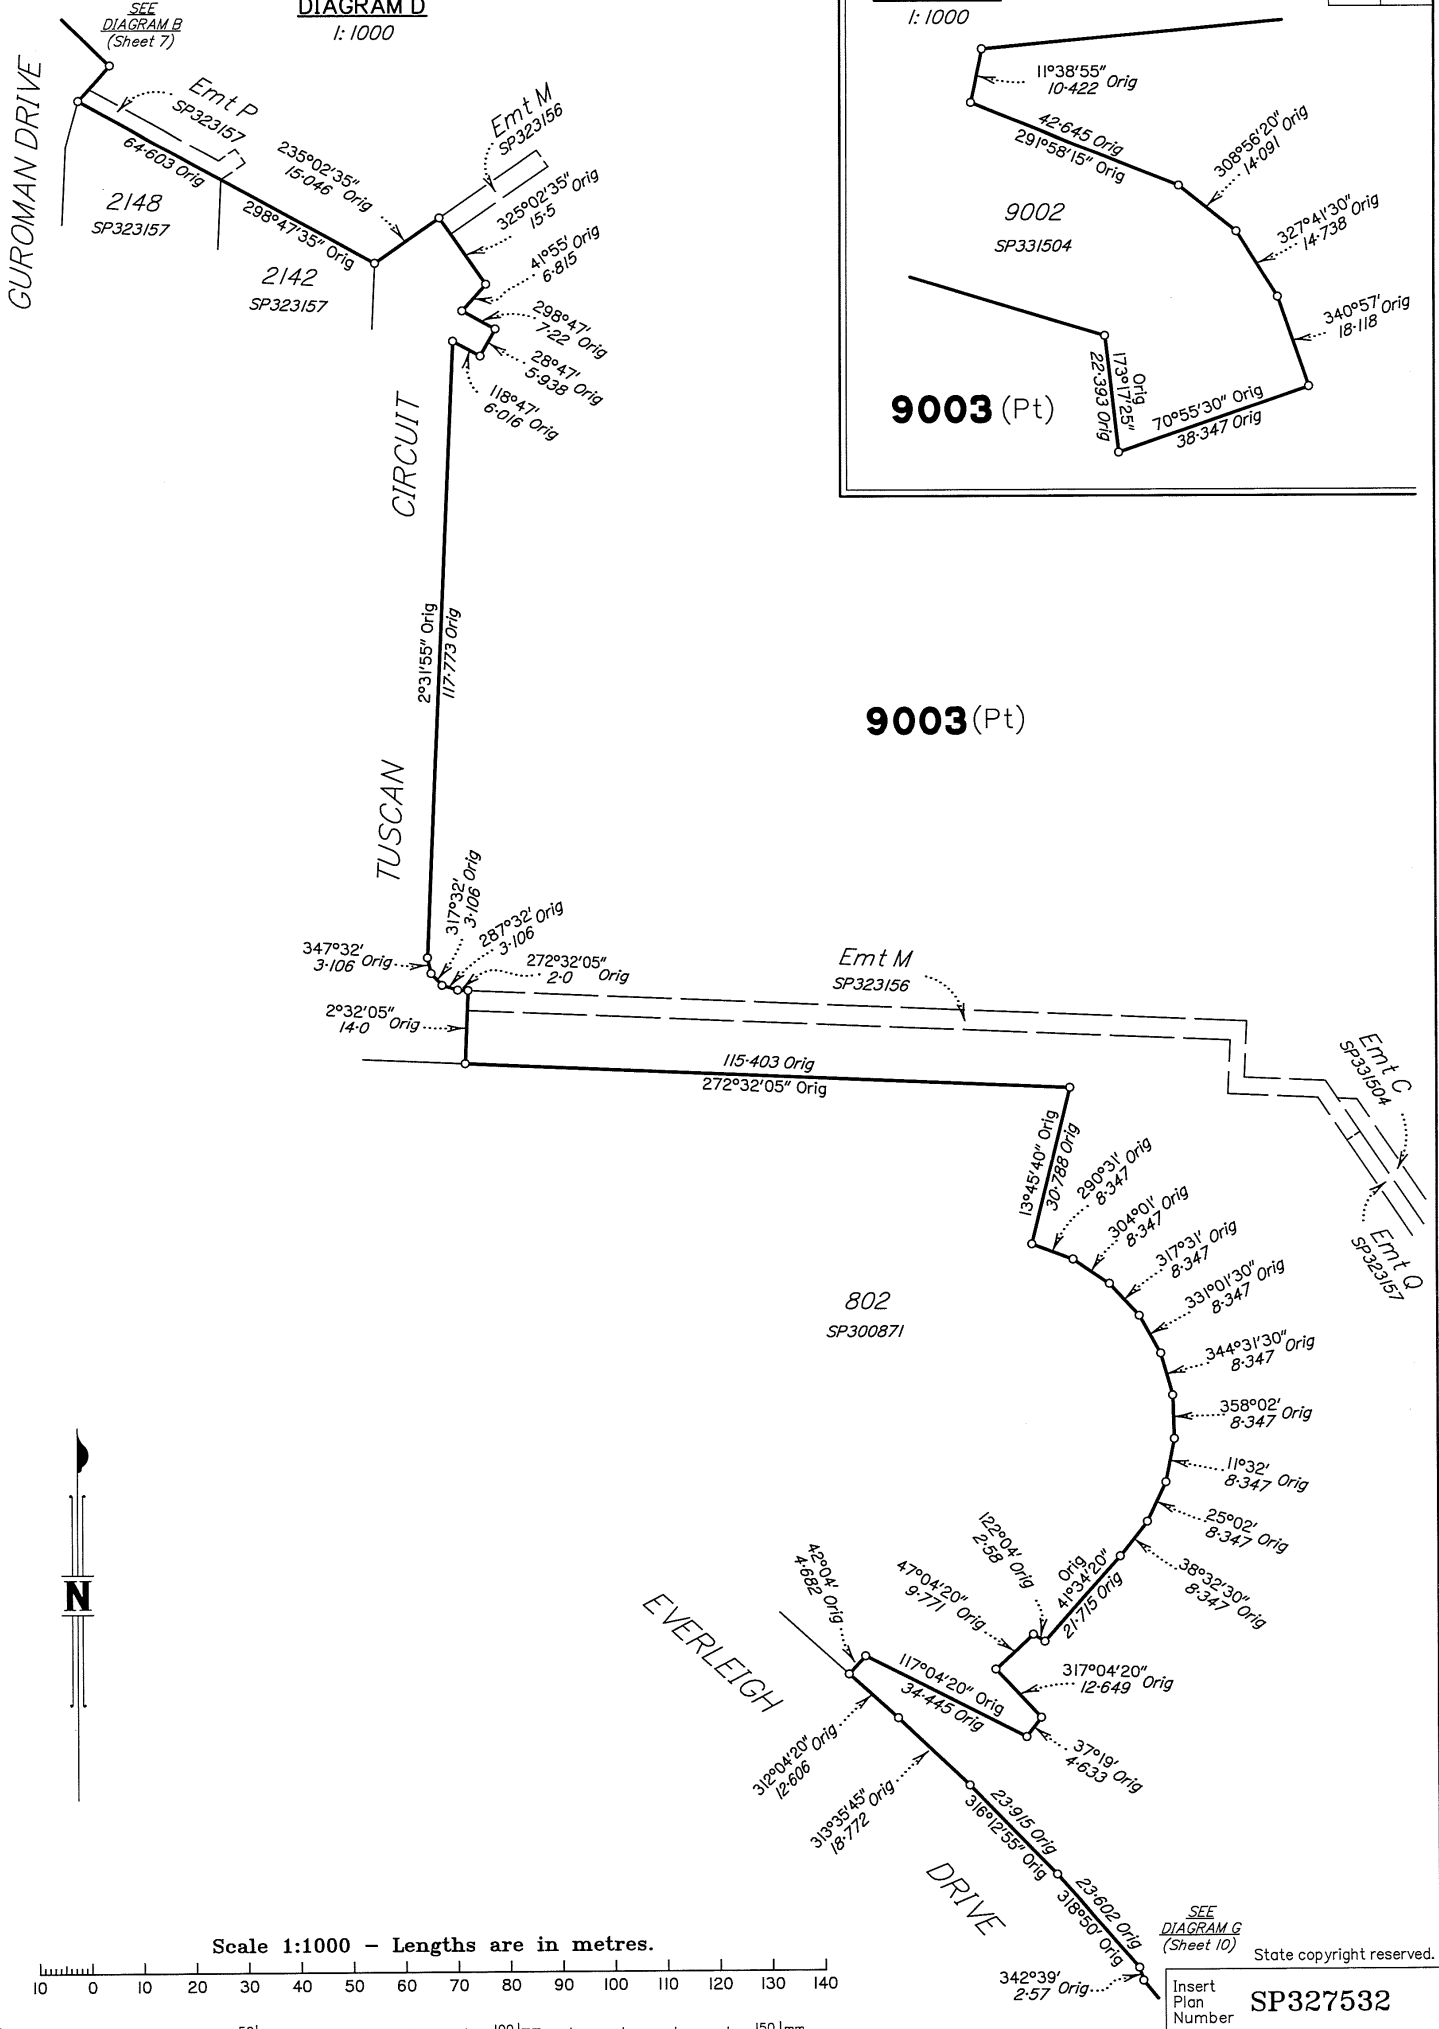 SEE
DIAGRAM B
(Sheet 7)
DIAGRAM D
1:1000
1:1000
GUROMAN DRIVE
Emt P
SP323157
64·603 Orig
298°47'35" Orig
2148
SP323157
2142
SP323157
235°02'35"
15·046 Orig
Emt M
SP323156
325°02'35"
15·5 Orig
41°55'
6·815 Orig
298°47'
7·22 Orig
28°47'
5·938 Orig
118°47'
6·016 Orig
11°38'55"
10·422 Orig
42·645 Orig
291°58'15" Orig
308°56'20"
14·091 Orig
327°41'30"
14·738 Orig
340°57'
18·118 Orig
9002
SP331504
173°17'25" Orig
22·393 Orig
70°55'30" Orig
38·347 Orig
9003 (Pt)
CIRCUIT
TUSCAN
2°31'55" Orig
117·773 Orig
9003 (Pt)
347°32'
3·106 Orig
317°32'
3·106 Orig
287°32'
3·106 Orig
272°32'05"
2·0 Orig
2°32'05"
14·0 Orig
Emt M
SP323156
115·403 Orig
272°32'05" Orig
Emt C
SP331504
Emt Q
SP323157
13°45'40" Orig
30·788 Orig
290°31'
8·347 Orig
304°01'
8·347 Orig
317°31'
8·347 Orig
331°01'30"
8·347 Orig
344°31'30"
8·347 Orig
358°02'
8·347 Orig
11°32'
8·347 Orig
25°02'
8·347 Orig
38°32'30"
8·347 Orig
802
SP300871
41°34'20" Orig
21·715 Orig
122°04'
2·58 Orig
47°04'20"
9·771 Orig
317°04'20"
12·649 Orig
37°19'
4·633 Orig
42°04'
4·682 Orig
117°04'20" Orig
34·445 Orig
EVERLEIGH
DRIVE
312°04'20"
12·606 Orig
313°35'45"
18·772 Orig
23·915 Orig
316°12'55" Orig
23·602 Orig
318°50' Orig
342°39'
2·57 Orig
N
SEE
DIAGRAM G
(Sheet 10)
State copyright reserved.
Scale 1:1000 – Lengths are in metres.
10 0 10 20 30 40 50 60 70 80 90 100 110 120 130 140
Insert
Plan
Number SP327532